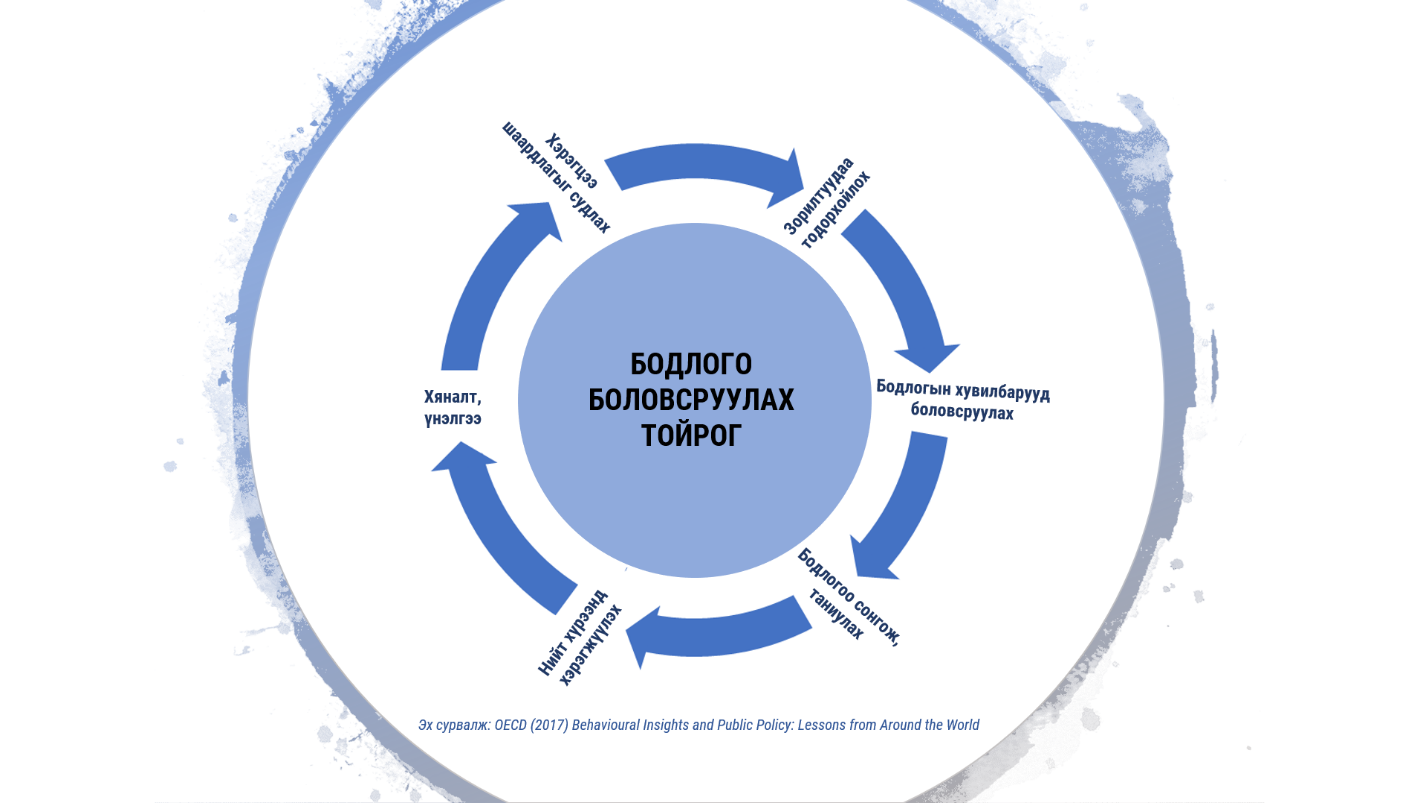 Хэрэгцээ
шаардлагыг судлах
Зорилтуудаа
тодорхойлох
Бодлогын хувилбарууд
боловсруулах
Бодлогоо сонгож,
таниулах
Нийт хүрээнд
хэрэгжүүлэх
Хяналт,
үнэлгээ
БОДЛОГО
БОЛОВСРУУЛАХ
ТОЙРОГ
Эх сурвалж: OECD (2017) Behavioural Insights and Public Policy: Lessons from Around the World